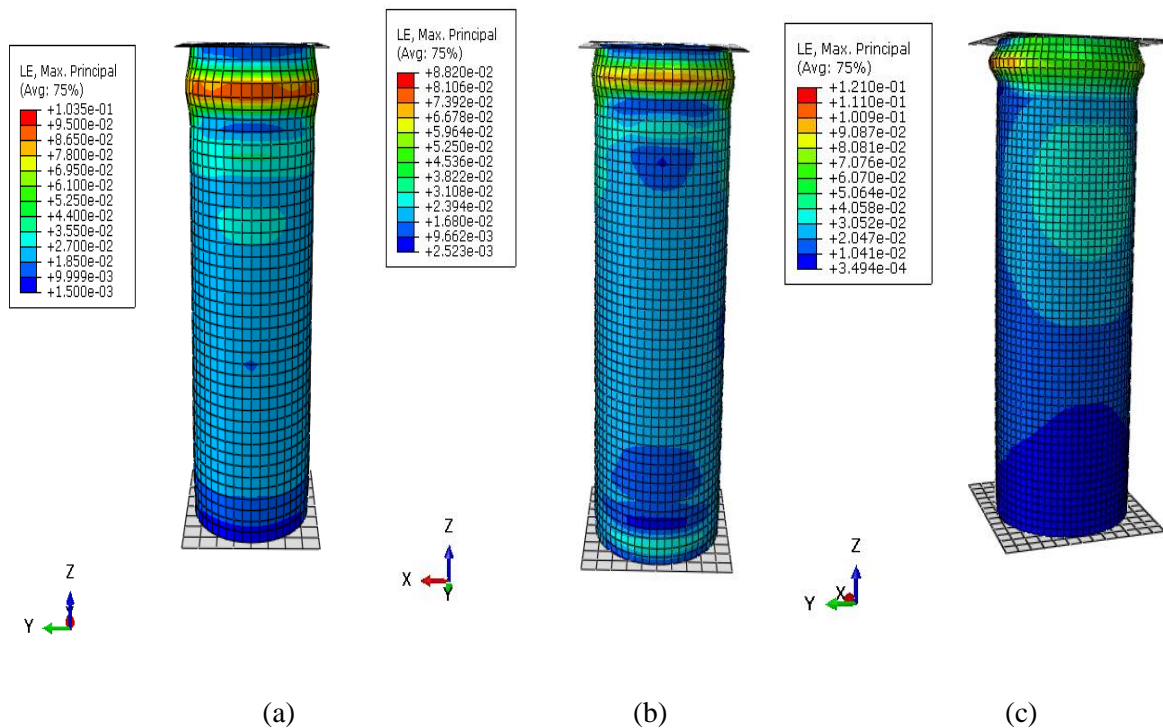 LE, Max. Principal
(Avg: 75%)
+1.035e-01
+9.500e-02
+8.650e-02
+7.800e-02
+6.950e-02
+6.100e-02
+5.250e-02
+4.400e-02
+3.550e-02
+2.700e-02
+1.850e-02
+9.999e-03
+1.500e-03
Z
Y
LE, Max. Principal
(Avg: 75%)
+8.820e-02
+8.106e-02
+7.392e-02
+6.678e-02
+5.964e-02
+5.250e-02
+4.536e-02
+3.822e-02
+3.108e-02
+2.394e-02
+1.680e-02
+9.662e-03
+2.523e-03
Z
X
Y
LE, Max. Principal
(Avg: 75%)
+1.210e-01
+1.110e-01
+1.009e-01
+9.087e-02
+8.081e-02
+7.076e-02
+6.070e-02
+5.064e-02
+4.058e-02
+3.052e-02
+2.047e-02
+1.041e-02
+3.494e-04
Z
X
Y
(a)
(b)
(c)